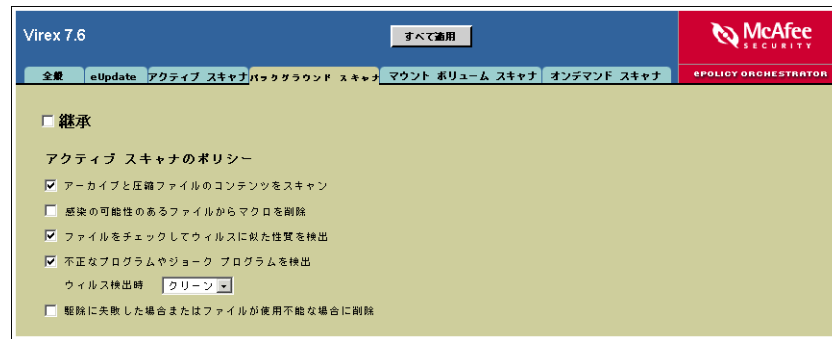 Virex 7.6
すべて適用
McAfee
SECURITY
全般 eUpdate アクティブ スキャナ バックグラウンド スキャナ マウント ボリューム スキャナ オンデマンド スキャナ
ePOLICY ORCHESTRATOR
継承
アクティブ スキャナのポリシー
アーカイブと圧縮ファイルのコンテンツをスキャン
感染の可能性のあるファイルからマクロを削除
ファイルをチェックしてウィルスに似た性質を検出
不正なプログラムやジョーク プログラムを検出
ウィルス検出時 クリーン
駆除に失敗した場合またはファイルが使用不能な場合に削除